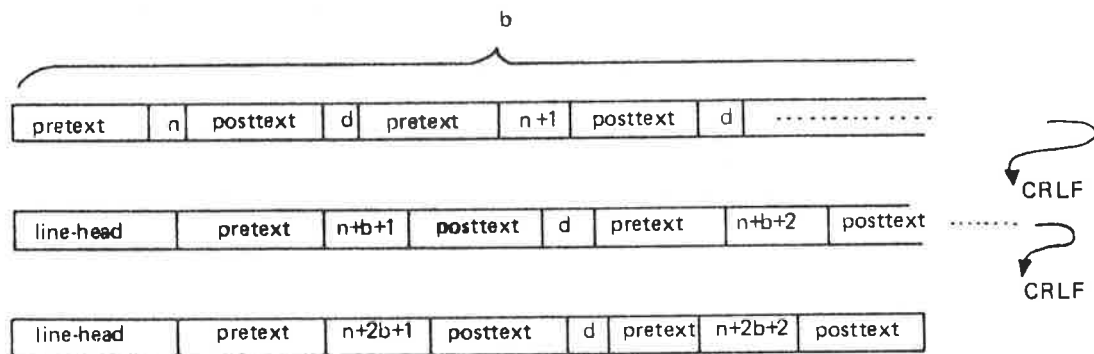 b
pretext n posttext d pretext n+1 posttext d ............
CRLF
line-head pretext n+b+1 posttext d pretext n+b+2 posttext .......
CRLF
line-head pretext n+2b+1 posttext d pretext n+2b+2 posttext